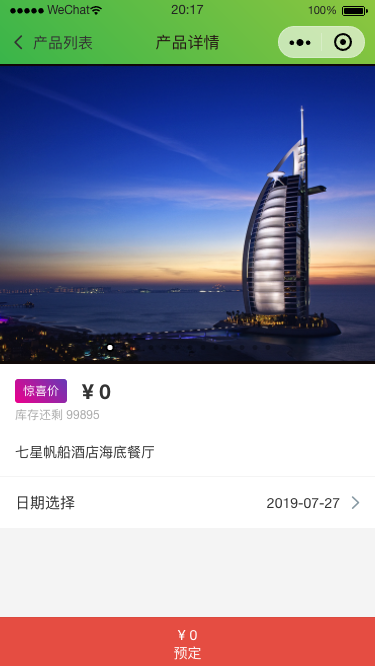 ●●●●● WeChat 20:17 100%
产品列表 产品详情
惊喜价 ¥ 0
库存还剩 99895
七星帆船酒店海底餐厅
日期选择 2019-07-27
¥ 0
预定